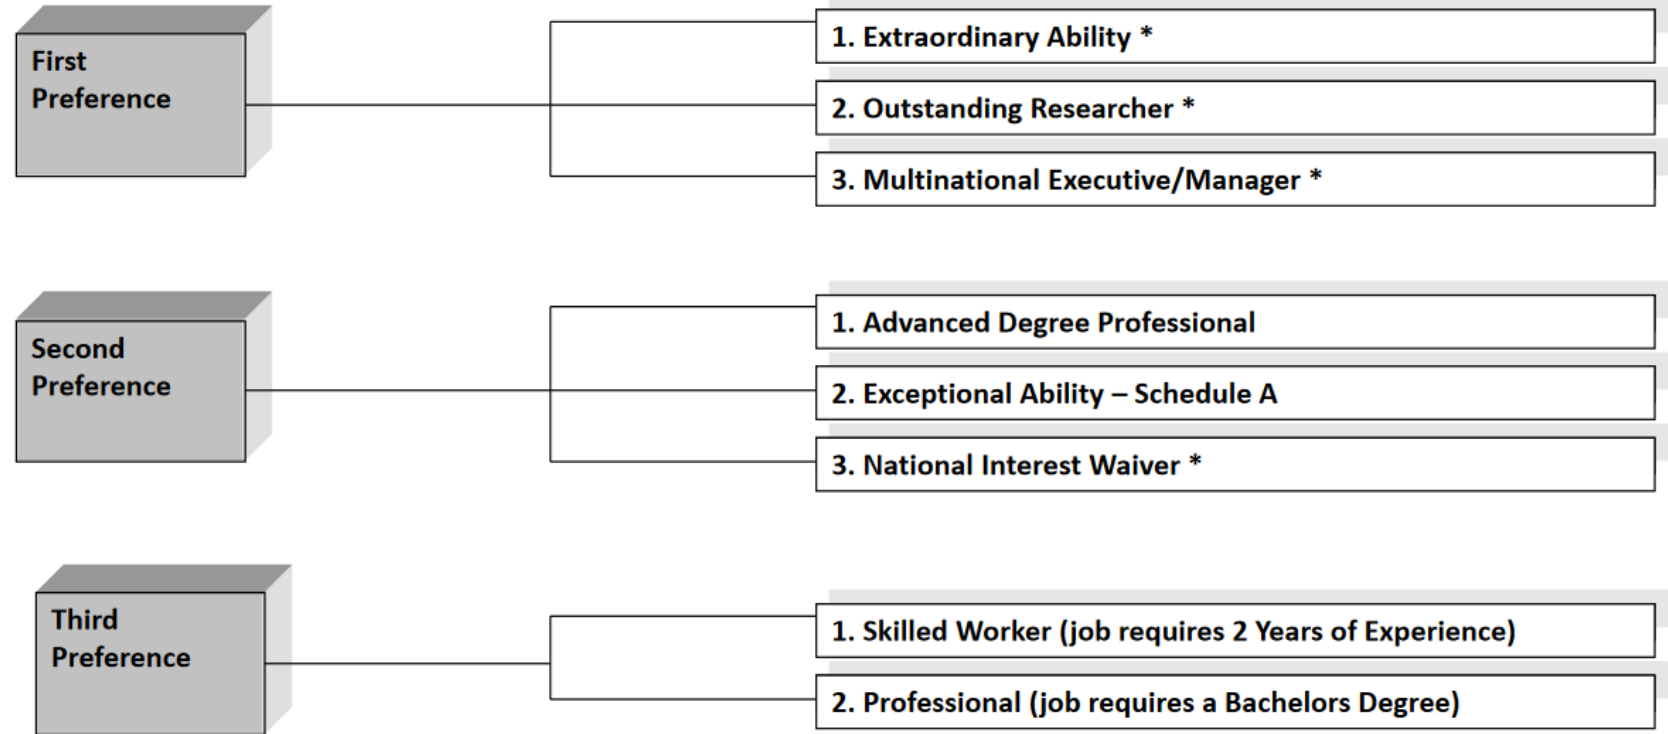 First
Preference
1. Extraordinary Ability *
2. Outstanding Researcher *
3. Multinational Executive/Manager *
Second
Preference
1. Advanced Degree Professional
2. Exceptional Ability – Schedule A
3. National Interest Waiver *
Third
Preference
1. Skilled Worker (job requires 2 Years of Experience)
2. Professional (job requires a Bachelors Degree)